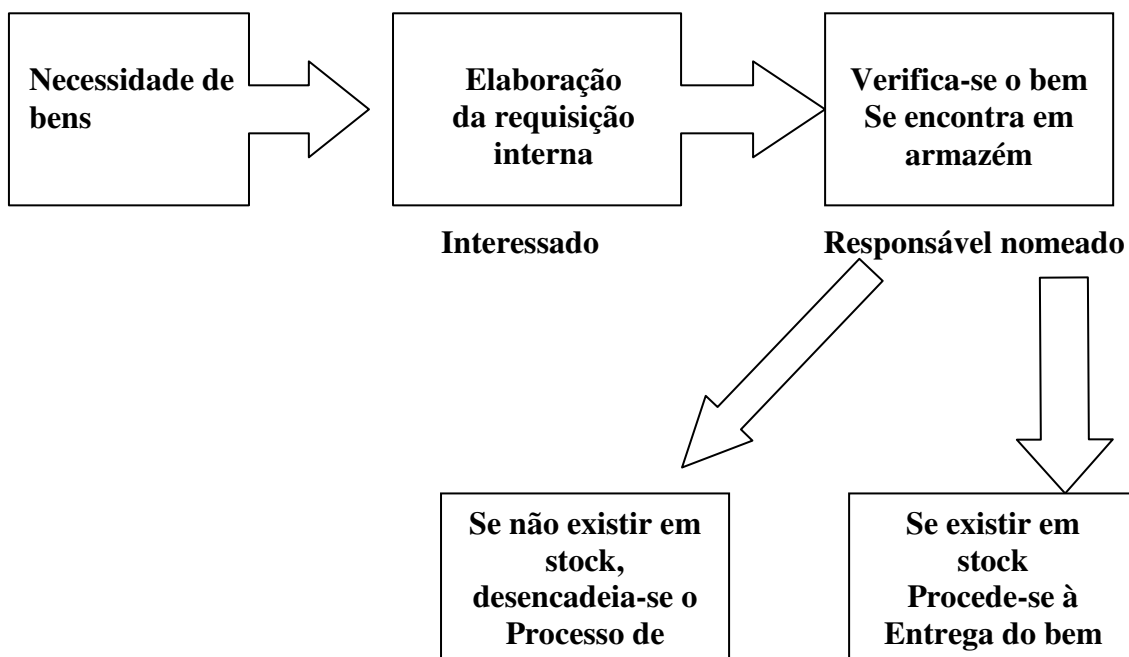 Necessidade de
bens
Elaboração
da requisição
interna
Verifica-se o bem
Se encontra em
armazém
Interessado
Responsável nomeado
Se não existir em
stock,
desencadeia-se o
Processo de
Se existir em
stock
Procede-se à
Entrega do bem